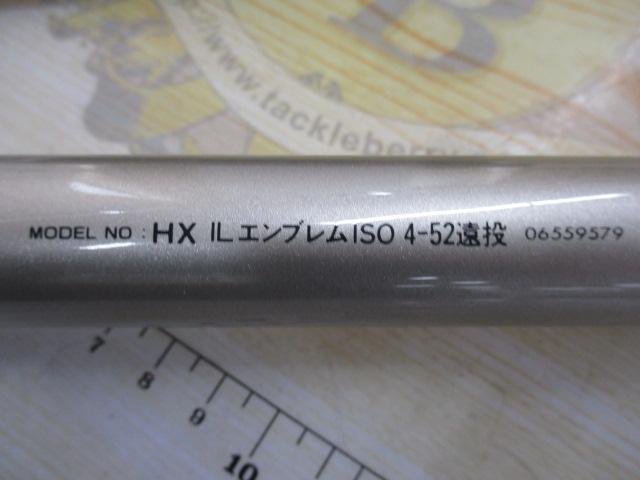 B
//www.tackleberry
MODEL NO : HX ILエンブレムISO 4-52遠投 06559579
7
8
9
10